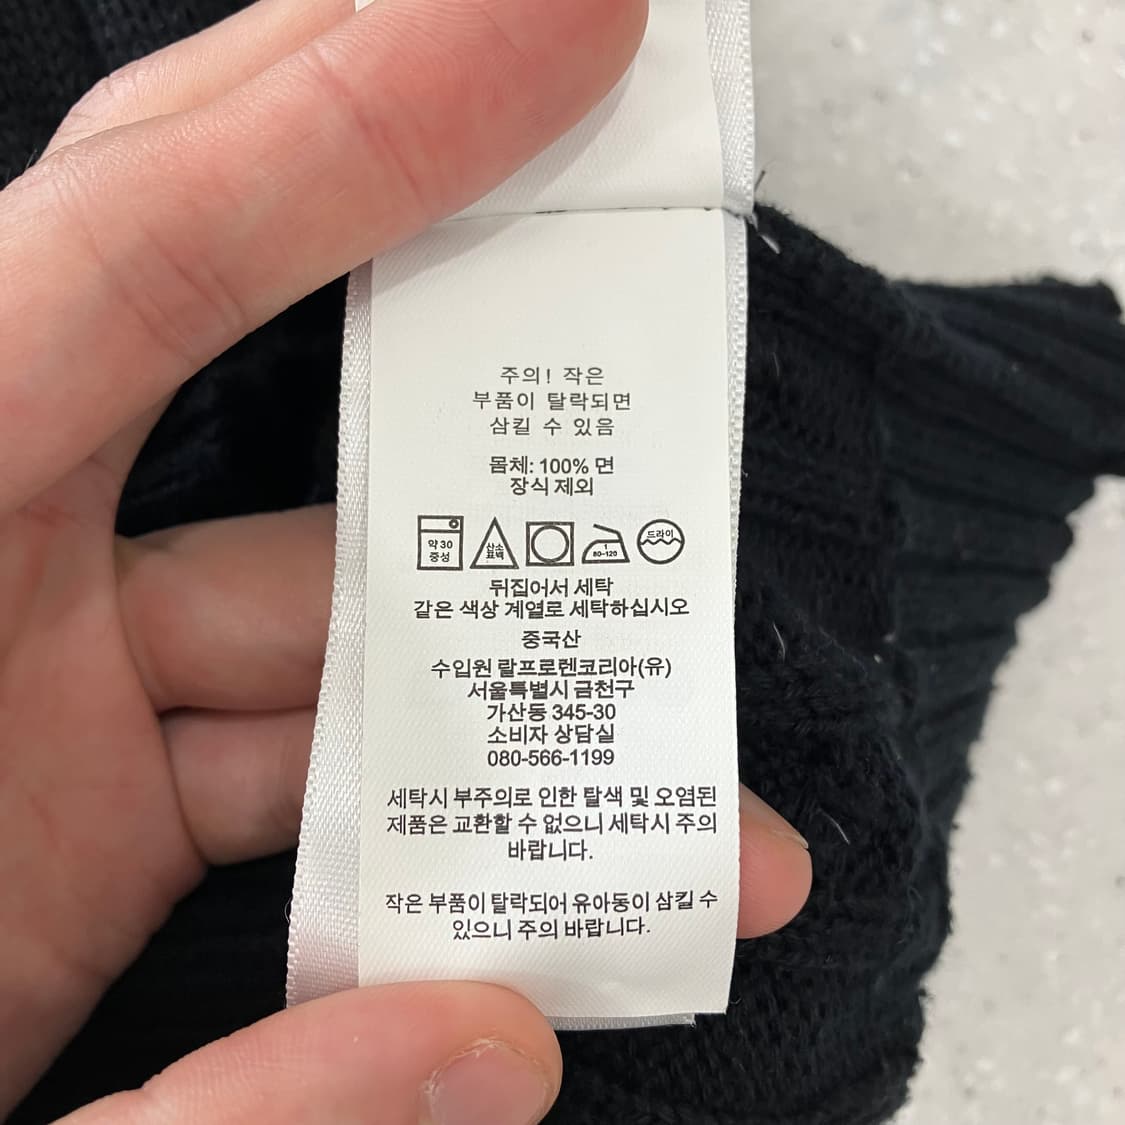 주의! 작은
부품이 탈락되면
삼킬 수 있음
몸체: 100% 면
장식 제외
약 30
중성
산소
표백
1
80~120
드라이
뒤집어서 세탁
같은 색상 계열로 세탁하십시오
중국산
수입원 랄프로렌코리아(유)
서울특별시 금천구
가산동 345-30
소비자 상담실
080-566-1199
세탁시 부주의로 인한 탈색 및 오염된
제품은 교환할 수 없으니 세탁시 주의
바랍니다.
작은 부품이 탈락되어 유아동이 삼킬 수
있으니 주의 바랍니다.